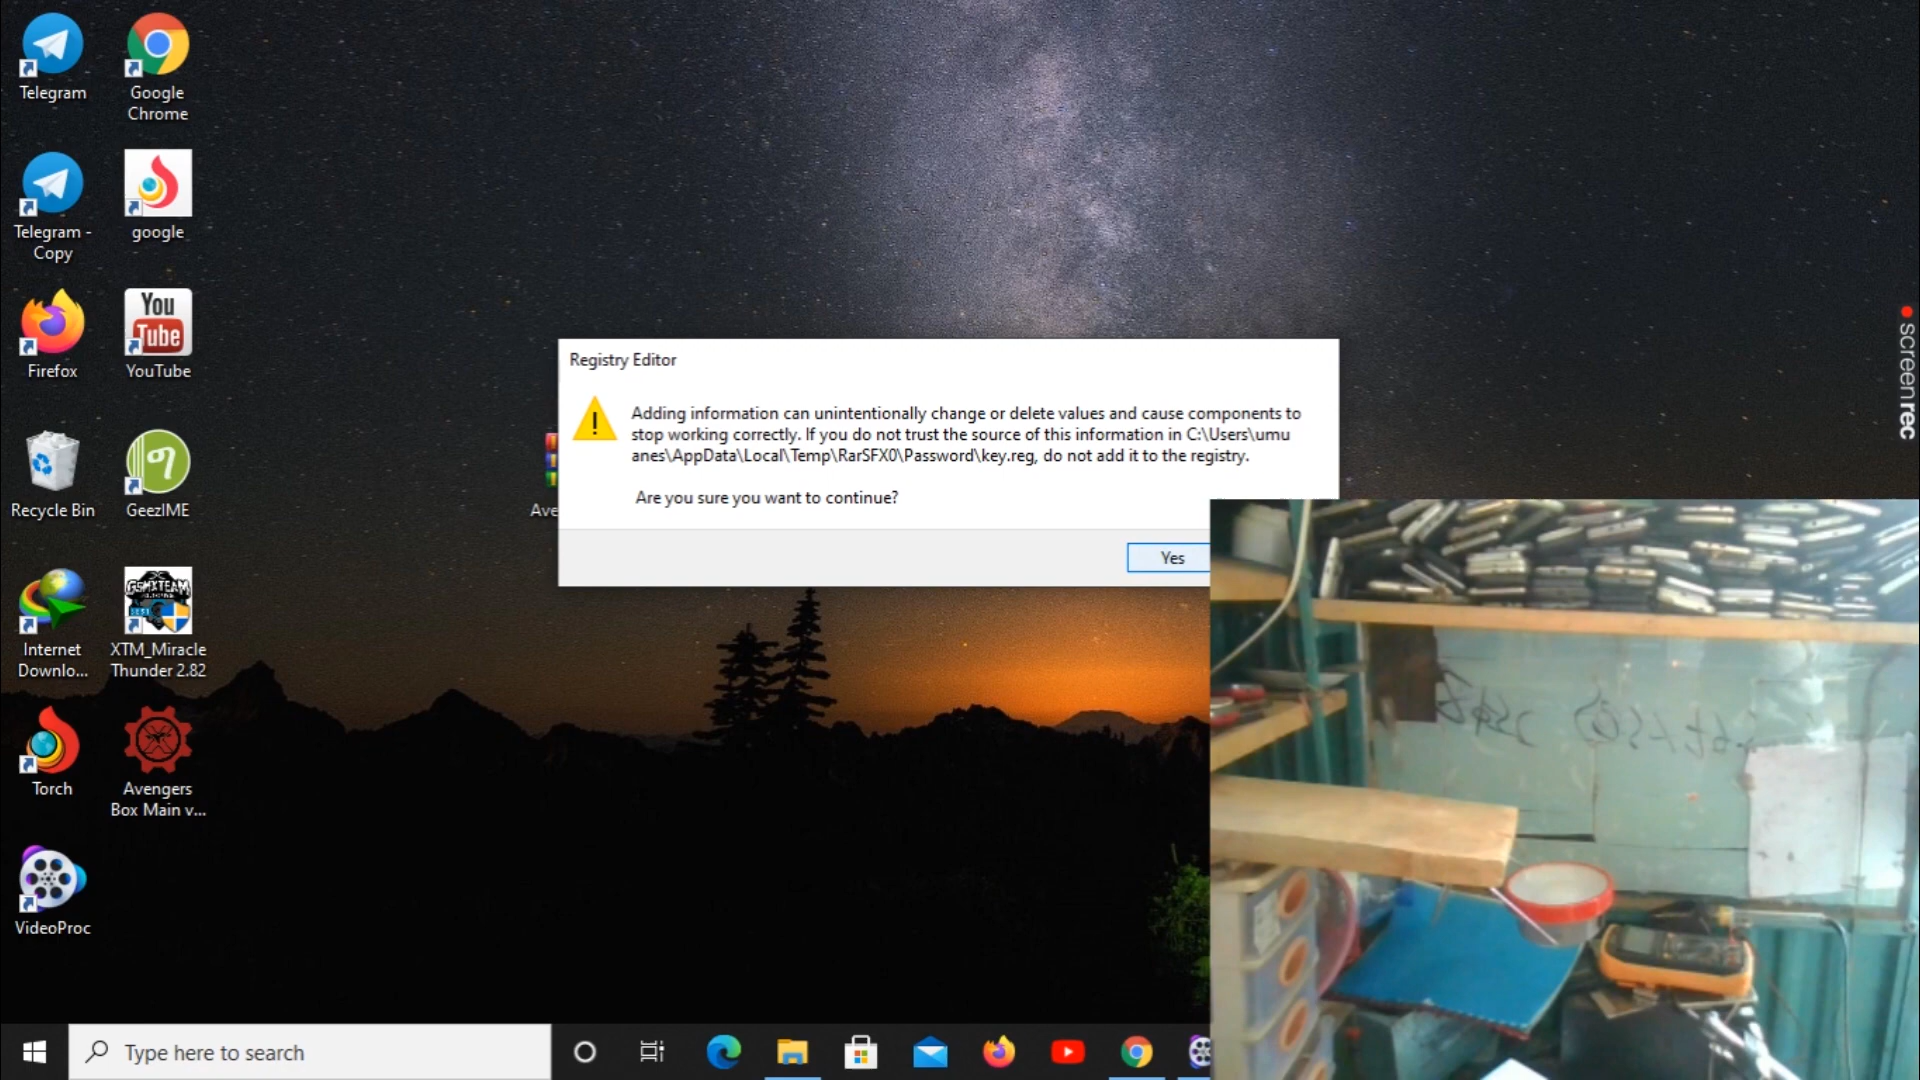 Telegram
Google
Chrome
Telegram -
Copy
google
Firefox
You
Tube
YouTube
Recycle Bin
GeezIME
Internet
Downlo...
GSMXTEAM
XTM_Miracle
Thunder 2.82
Torch
Avengers
Box Main v...
VideoProc
Ave
Registry Editor
Adding information can unintentionally change or delete values and cause components to
stop working correctly. If you do not trust the source of this information in C:\Users\umu
anes\AppData\Local\Temp\RarSFX0\Password\key.reg, do not add it to the registry.
Are you sure you want to continue?
Yes
screenrec
Type here to search